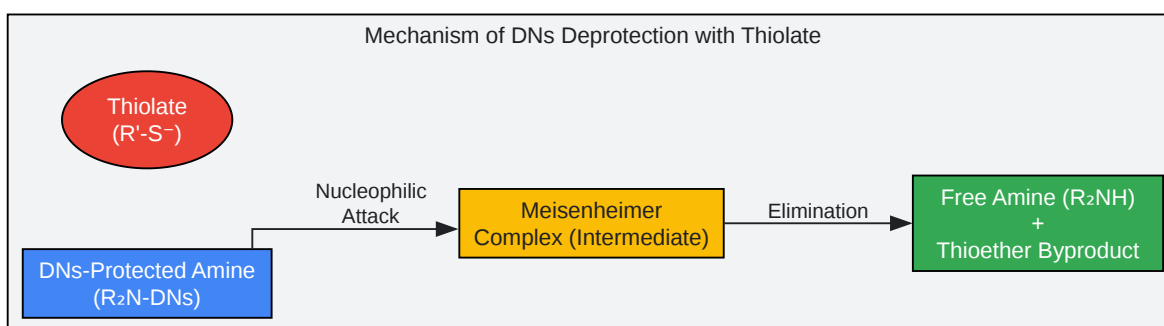 Mechanism of DNs Deprotection with Thiolate
Thiolate
(R'-S⁻)
Nucleophilic
Attack
DNs-Protected Amine
(R₂N-DNs)
Meisenheimer
Complex (Intermediate)
Elimination
Free Amine (R₂NH)
+
Thioether Byproduct